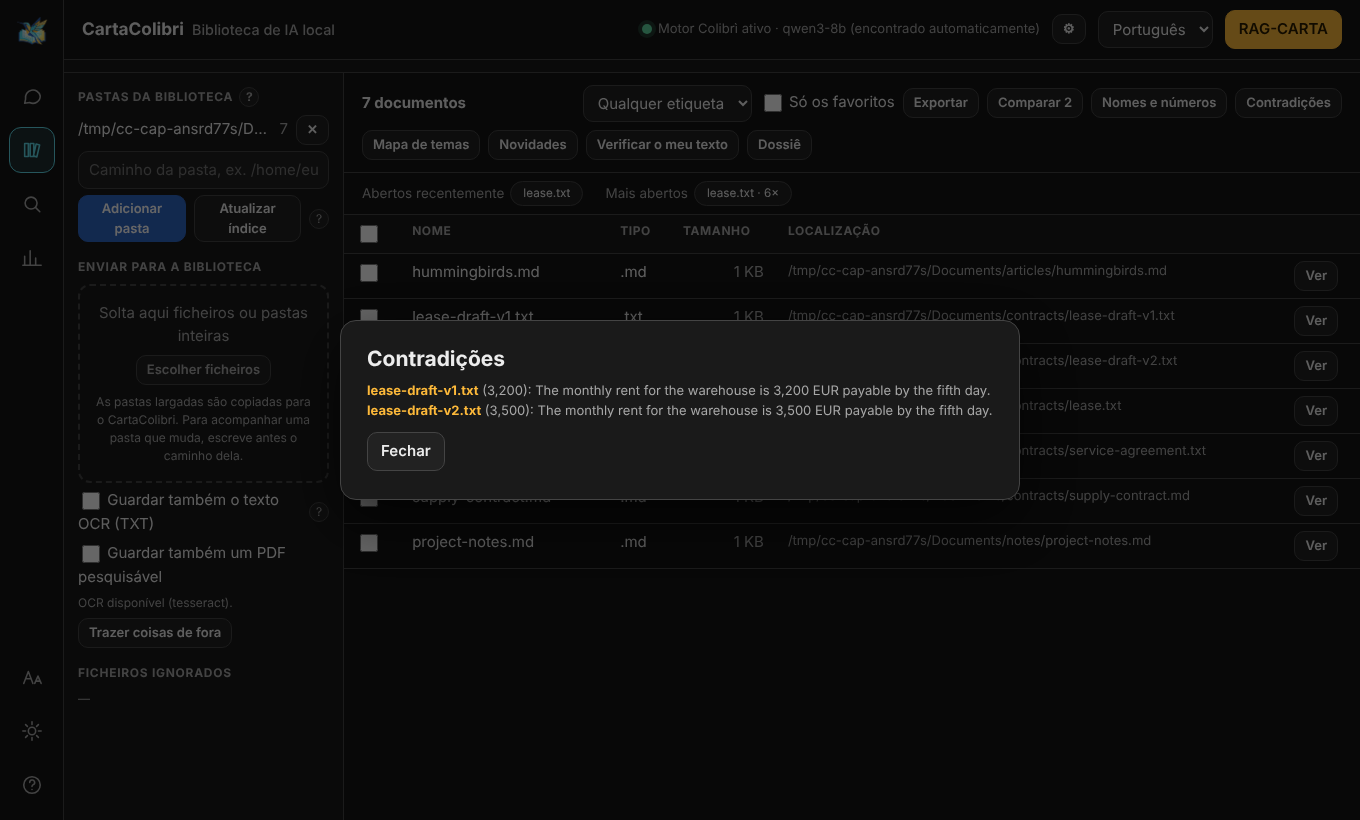 CartaColibri Biblioteca de IA local
Motor Colibri ativo · qwen3-8b (encontrado automaticamente)
Português
RAG-CARTA
PASTAS DA BIBLIOTECA ?
/tmp/cc-cap-ansrd77s/D... 7 ×
Caminho da pasta, ex. /home/eu
Adicionar pasta
Atualizar índice
?
ENVIAR PARA A BIBLIOTECA
Solta aqui ficheiros ou pastas
inteiras
Escolher ficheiros
As pastas largadas são copiadas para
o CartaColibri. Para acompanhar uma
pasta que muda, escreve antes o
caminho dela.
Guardar também o texto
OCR (TXT)
?
Guardar também um PDF
pesquisável
OCR disponível (tesseract).
Trazer coisas de fora
FICHEIROS IGNORADOS
—
7 documentos
Qualquer etiqueta
Só os favoritos
Exportar
Comparar 2
Nomes e números
Contradições
Mapa de temas
Novidades
Verificar o meu texto
Dossiê
Abertos recentemente lease.txt Mais abertos lease.txt · 6×
NOME TIPO TAMANHO LOCALIZAÇÃO
hummingbirds.md .md 1 KB /tmp/cc-cap-ansrd77s/Documents/articles/hummingbirds.md Ver
lease-draft-v1.txt .txt 1 KB /tmp/cc-cap-ansrd77s/Documents/contracts/lease-draft-v1.txt Ver
ontracts/lease-draft-v2.txt Ver
ontracts/lease.txt Ver
ontracts/service-agreement.txt Ver
supply-contract.md .md 1 KB contracts/supply-contract.md Ver
project-notes.md .md 1 KB /tmp/cc-cap-ansrd77s/Documents/notes/project-notes.md Ver
Contradições
lease-draft-v1.txt (3,200): The monthly rent for the warehouse is 3,200 EUR payable by the fifth day.
lease-draft-v2.txt (3,500): The monthly rent for the warehouse is 3,500 EUR payable by the fifth day.
Fechar
AA